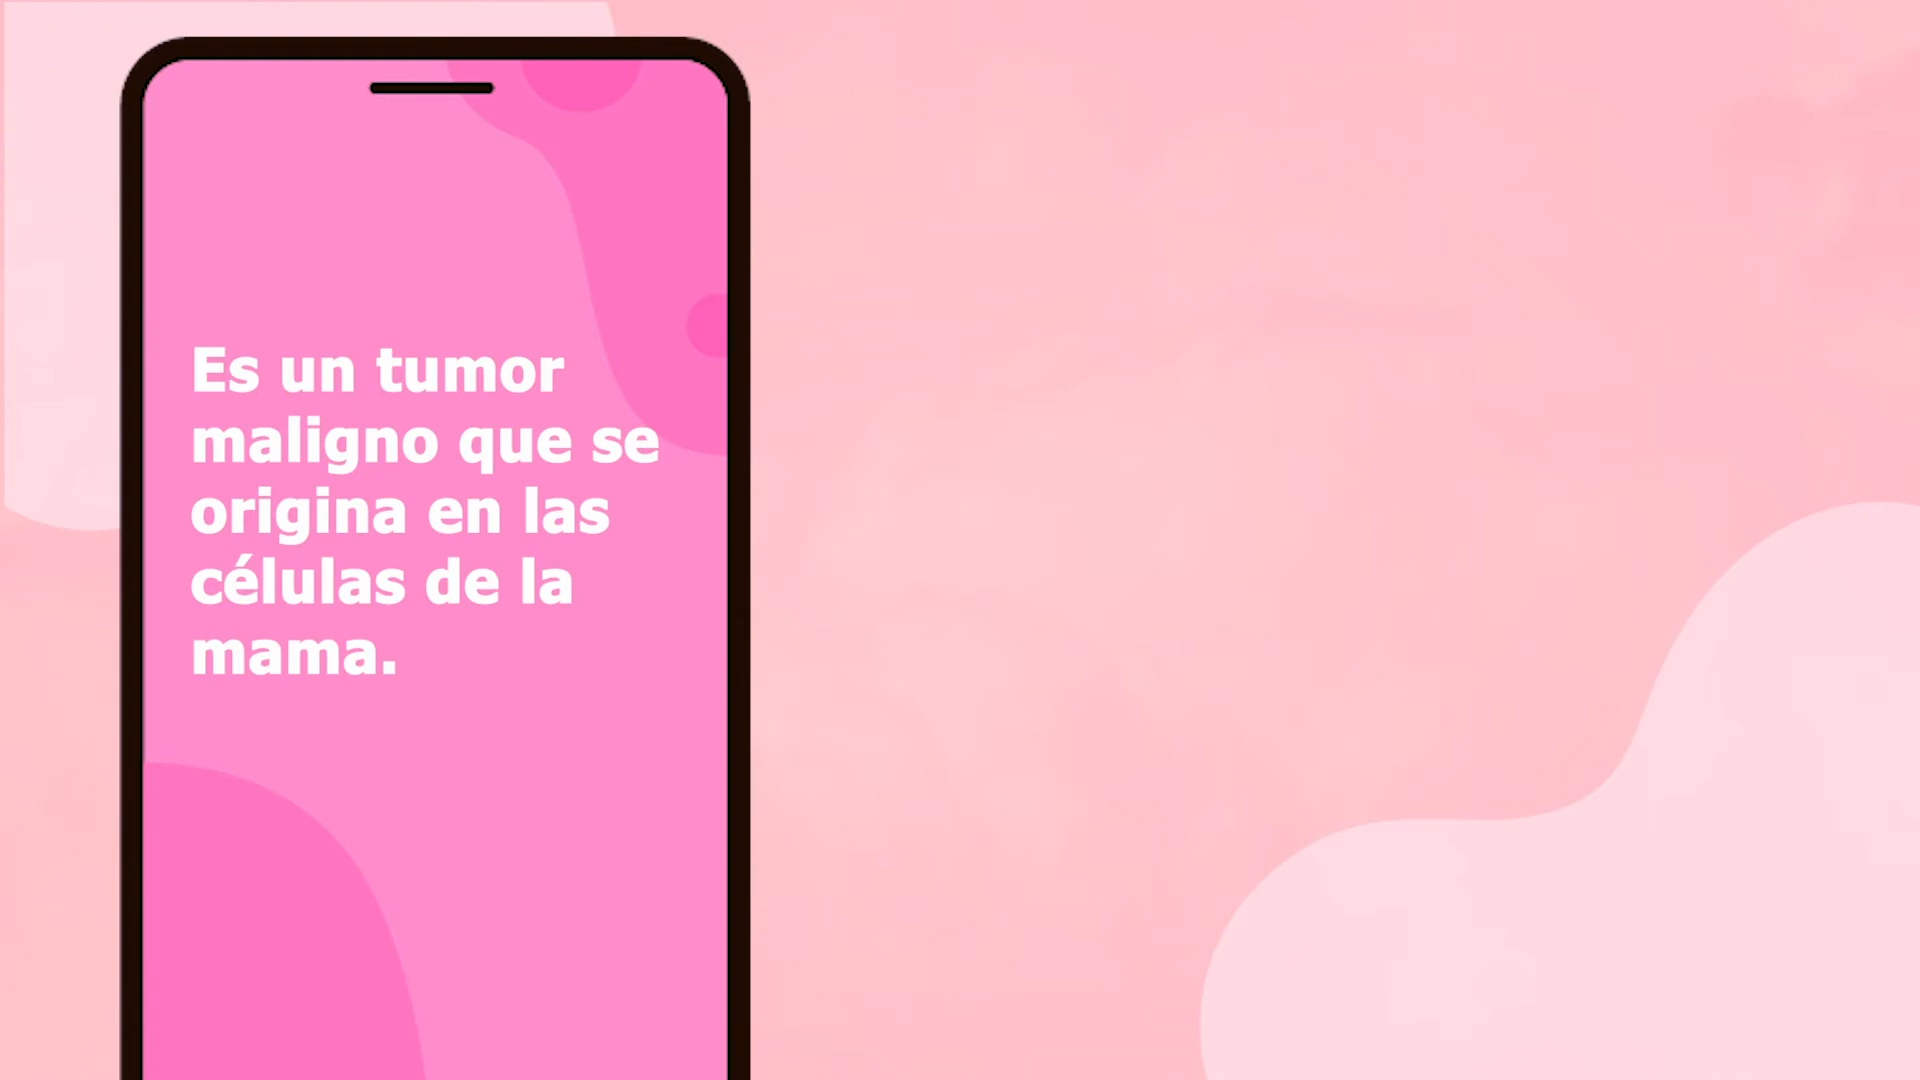 Es un tumor
maligno que se
origina en las
células de la
mama.